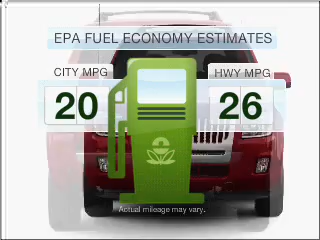 EPA FUEL ECONOMY ESTIMATES
CITY MPG
HWY MPG
20
26
Actual mileage may vary.